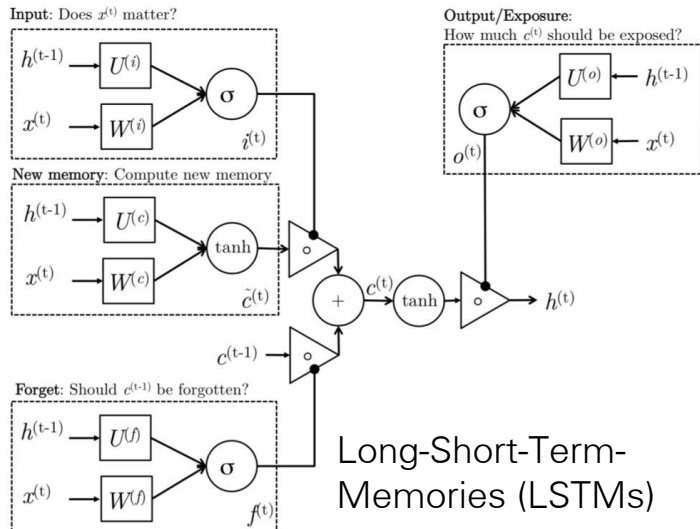 Input: Does x⁽ᵗ⁾ matter?
h⁽ᵗ⁻¹⁾ U⁽ⁱ⁾
σ
x⁽ᵗ⁾ W⁽ⁱ⁾
i⁽ᵗ⁾
New memory: Compute new memory
h⁽ᵗ⁻¹⁾ U⁽ᶜ⁾
tanh
x⁽ᵗ⁾ W⁽ᶜ⁾
c̃⁽ᵗ⁾
c⁽ᵗ⁻¹⁾
Forget: Should c⁽ᵗ⁻¹⁾ be forgotten?
h⁽ᵗ⁻¹⁾ U⁽ᶠ⁾
σ
x⁽ᵗ⁾ W⁽ᶠ⁾
f⁽ᵗ⁾
∘
∘
+ c⁽ᵗ⁾ tanh ∘ h⁽ᵗ⁾
Output/Exposure:
How much c⁽ᵗ⁾ should be exposed?
U⁽ᵒ⁾ h⁽ᵗ⁻¹⁾
σ
W⁽ᵒ⁾ x⁽ᵗ⁾
o⁽ᵗ⁾
Long-Short-Term-
Memories (LSTMs)